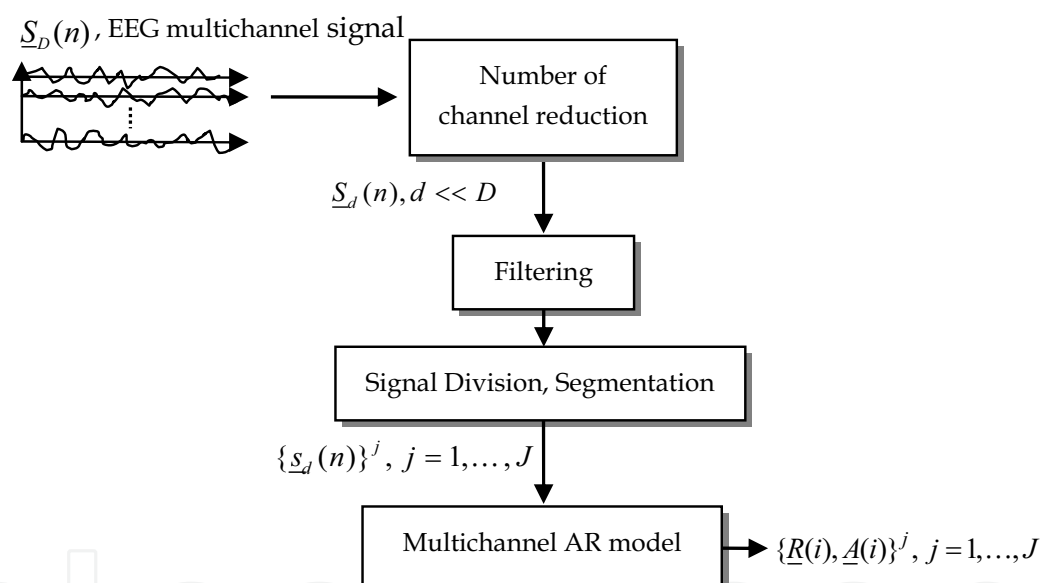 S_D(n), EEG multichannel signal
Number of
channel reduction
S_d(n), d << D
Filtering
Signal Division, Segmentation
{s_d(n)}^j, j = 1,…, J
Multichannel AR model
{R(i), A(i)}^j, j = 1,…, J